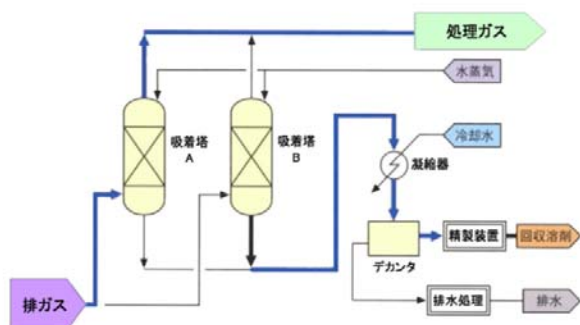 処理ガス
水蒸気
吸着塔
A
吸着塔
B
冷却水
凝縮器
精製装置
回収溶剤
デカンタ
排ガス
排水処理
排水